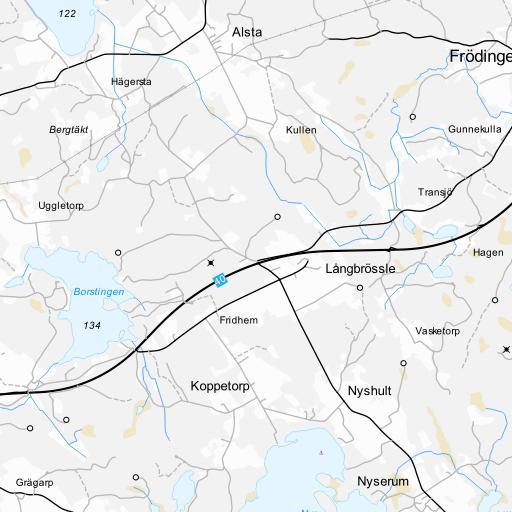 122
Alsta
Frödinge
Hägersta
Bergtäkt
Kullen
Gunnekulla
Transjö
Uggletorp
Hagen
Långbrössle
40
Borstingen
134
Fridhem
Vasketorp
Koppetorp
Nyshult
Grägarp
Nyserum